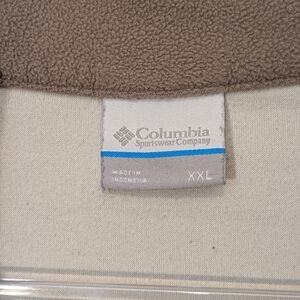 Columbia
Sportswear Company
MADE IN
INDONESIA
XXL